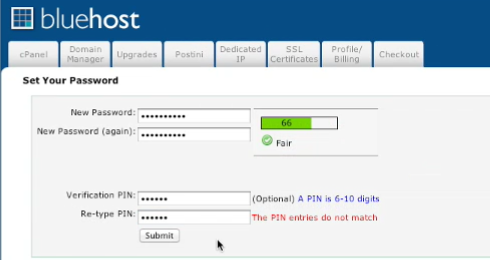 bluehost
cPanel Domain Manager Upgrades Postini Dedicated IP SSL Certificates Profile/ Billing Checkout
Set Your Password
New Password: ••••••••••
66
New Password (again): ••••••••••
Fair
Verification PIN: •••••• (Optional) A PIN is 6-10 digits
Re-type PIN: •••••• The PIN entries do not match
Submit